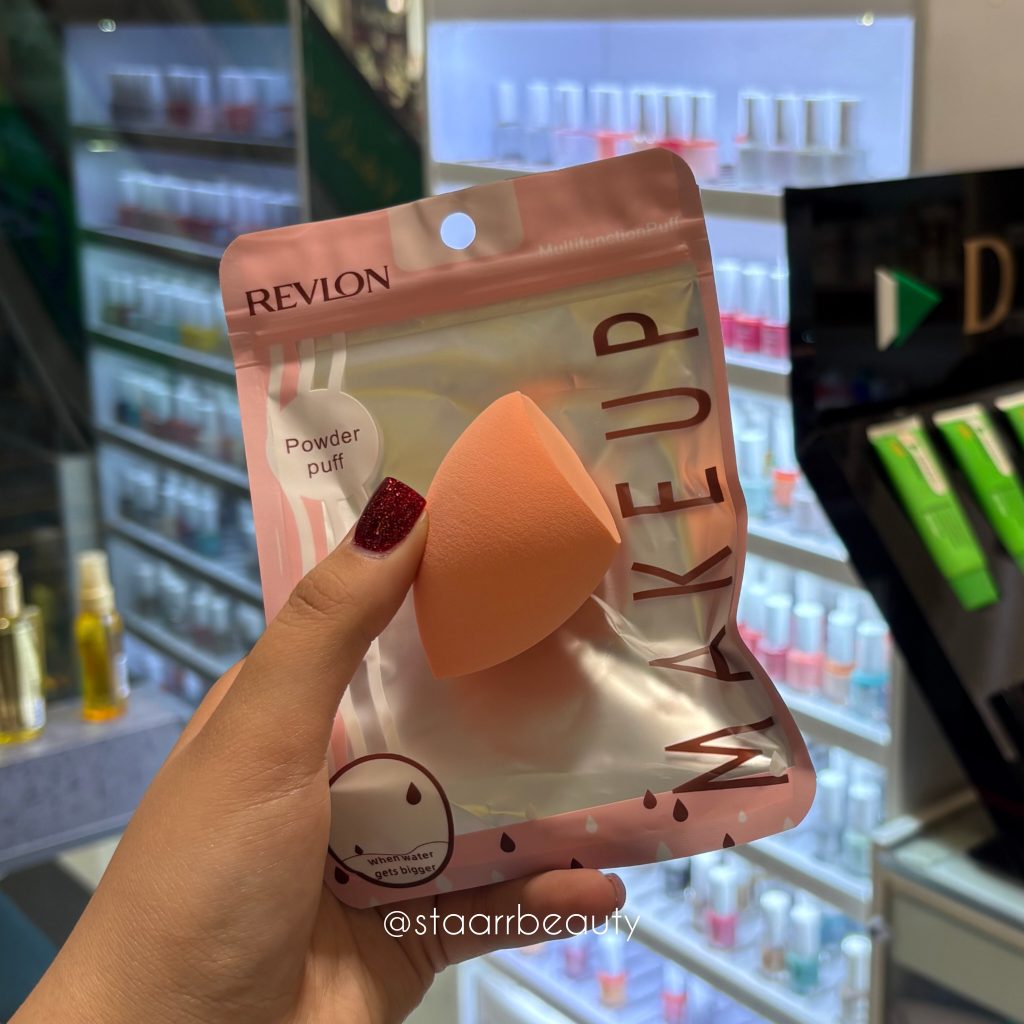 MultifunctionPuff
REVLON
Powder
puff
MAKEUP
When water
gets bigger
D
@staarrbeauty